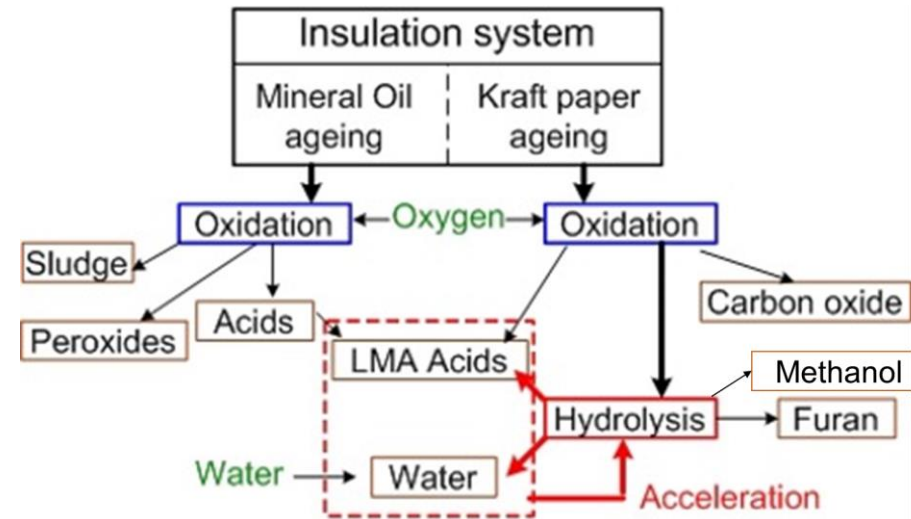 Insulation system
Mineral Oil
ageing
Kraft paper
ageing
Oxidation
Oxygen
Oxidation
Sludge
Peroxides
Acids
LMA Acids
Carbon oxide
Methanol
Hydrolysis
Furan
Water
Water
Acceleration